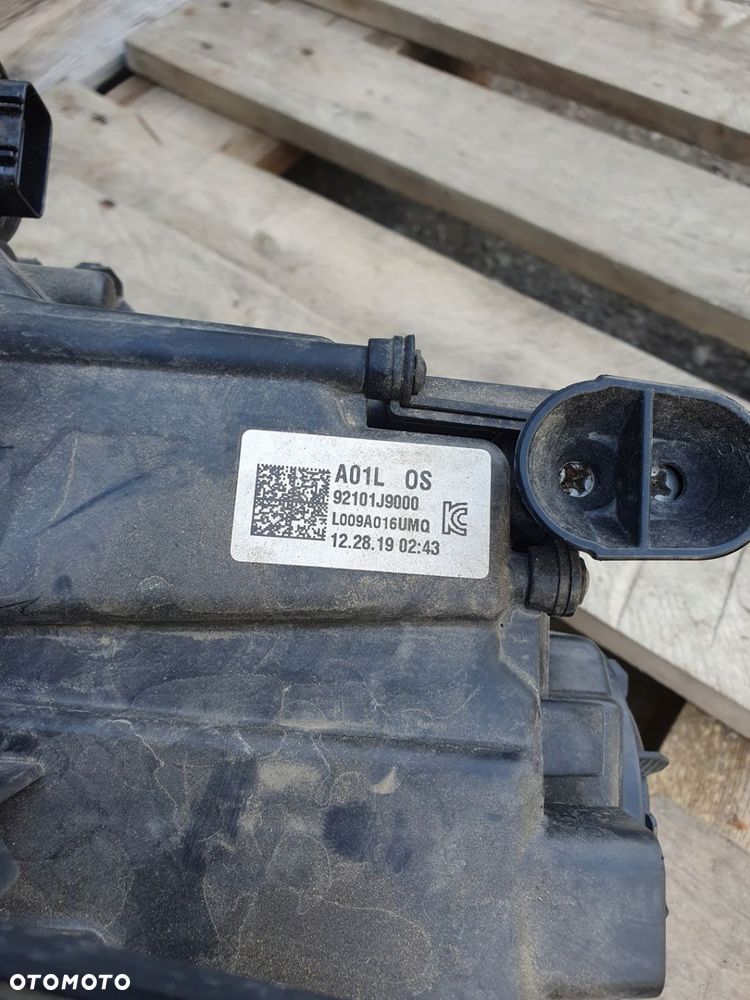 A01L OS
92101J9000
L009A016UMQ
12.28.19 02:43
OTOMOTO